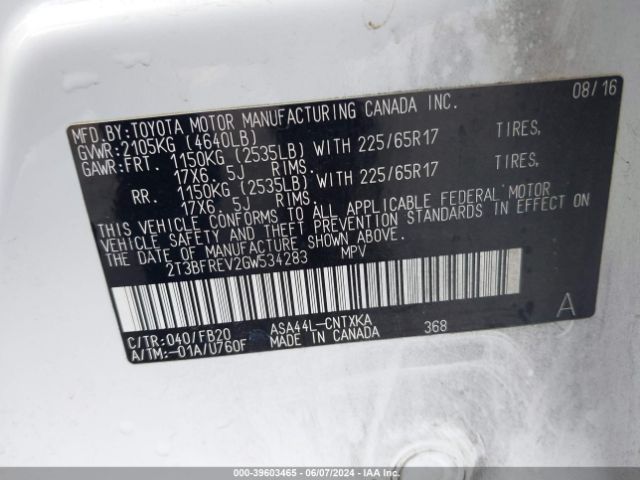 MFD.BY:TOYOTA MOTOR MANUFACTURING CANADA INC. 08/16
GVWR:2105KG (4640LB)
GAWR:FRT. 1150KG (2535LB) WITH 225/65R17 TIRES,
17X6. 5J RIMS.
RR. 1150KG (2535LB) WITH 225/65R17 TIRES,
17X6. 5J RIMS.
THIS VEHICLE CONFORMS TO ALL APPLICABLE FEDERAL MOTOR
VEHICLE SAFETY AND THEFT PREVENTION STANDARDS IN EFFECT ON
THE DATE OF MANUFACTURE SHOWN ABOVE.
2T3BFREV2GW534283 MPV
C/TR:040/FB20 ASA44L-CNTXKA 368
A/TM:-01A/U760F MADE IN CANADA
A
000-39603465 - 06/07/2024 - IAA Inc.